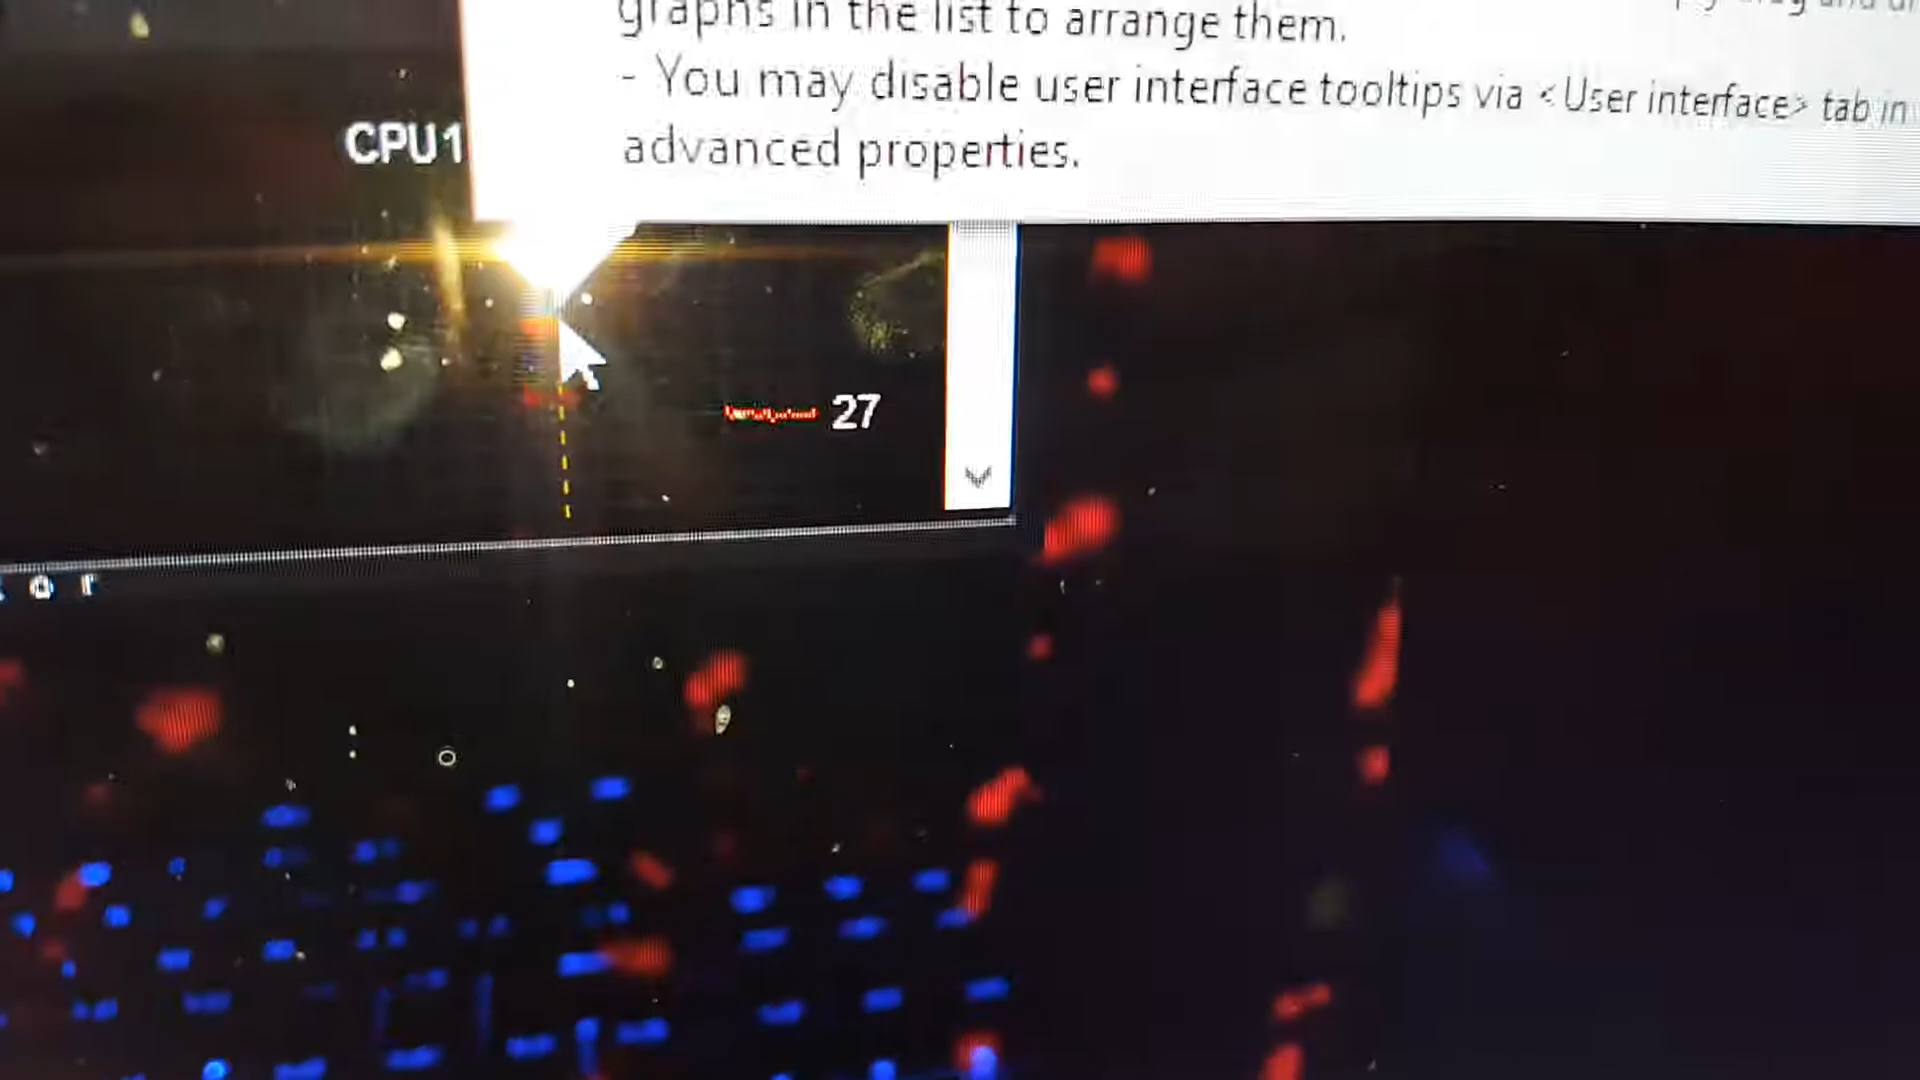 graphs in the list to arrange them.
- You may disable user interface tooltips via <User interface> tab in
advanced properties.
CPU1
27